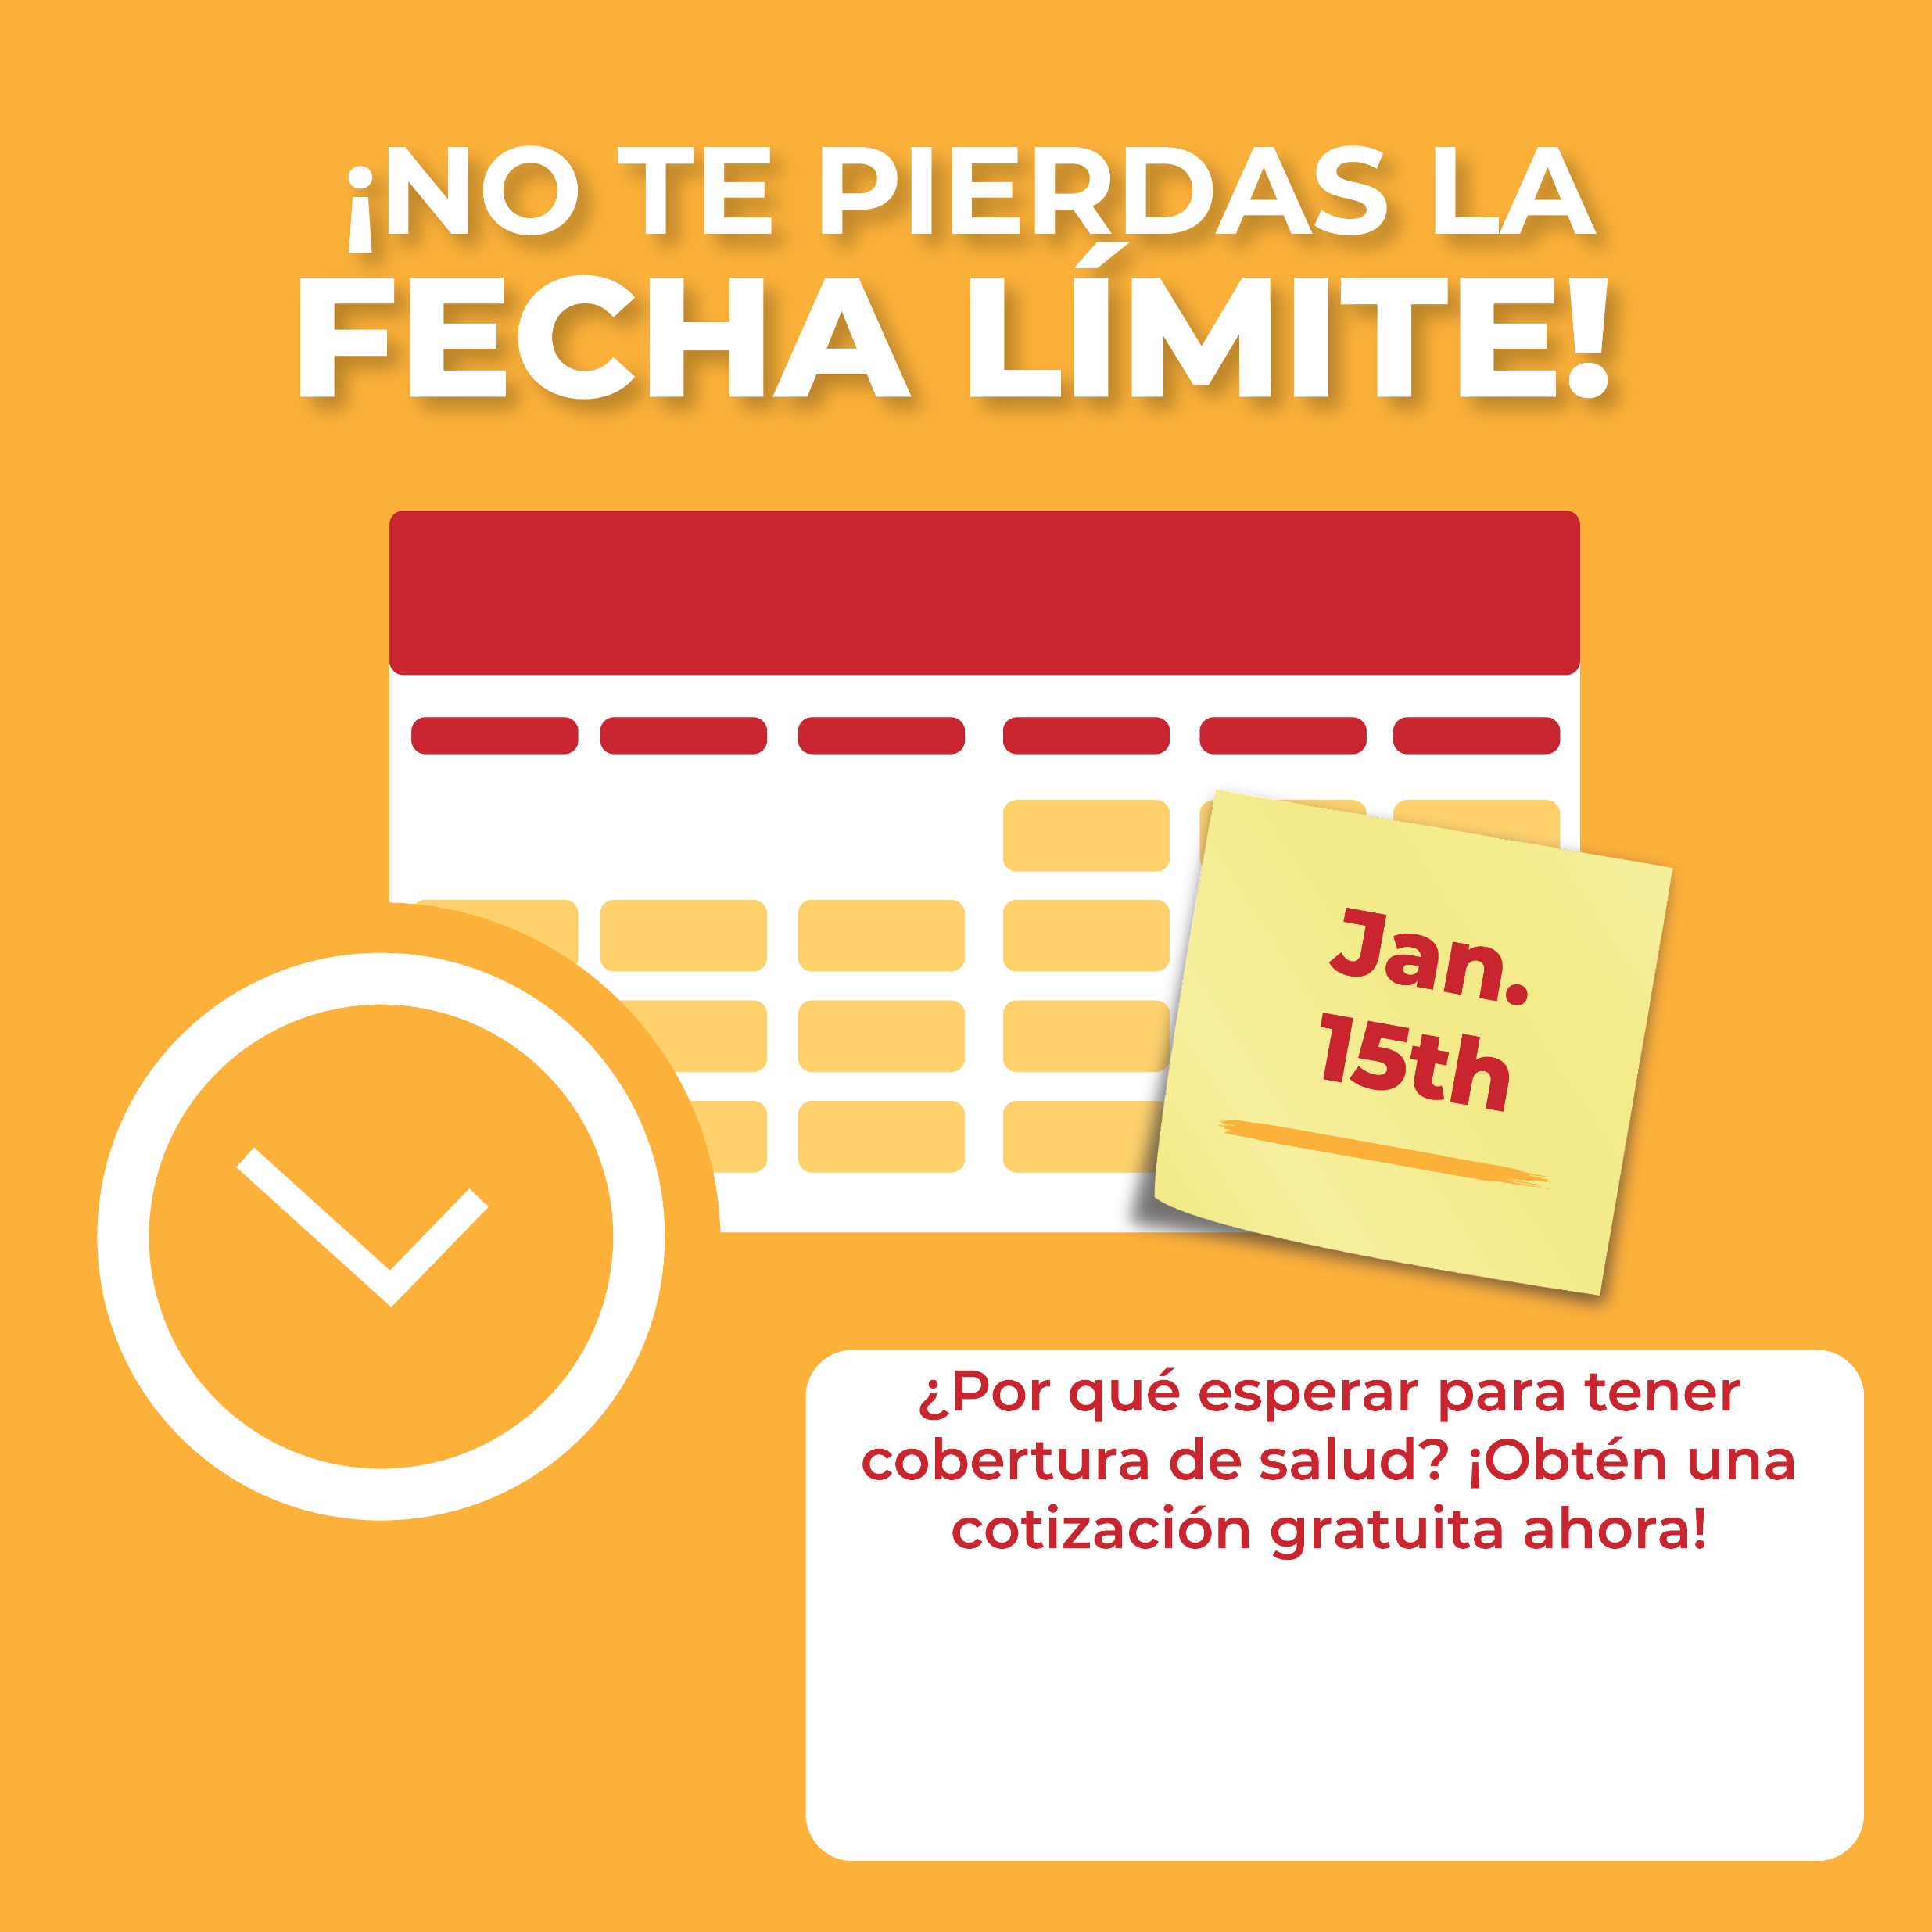 ¡NO TE PIERDAS LA
FECHA LÍMITE!
Jan.
15th
¿Por qué esperar para tener
cobertura de salud? ¡Obtén una
cotización gratuita ahora!